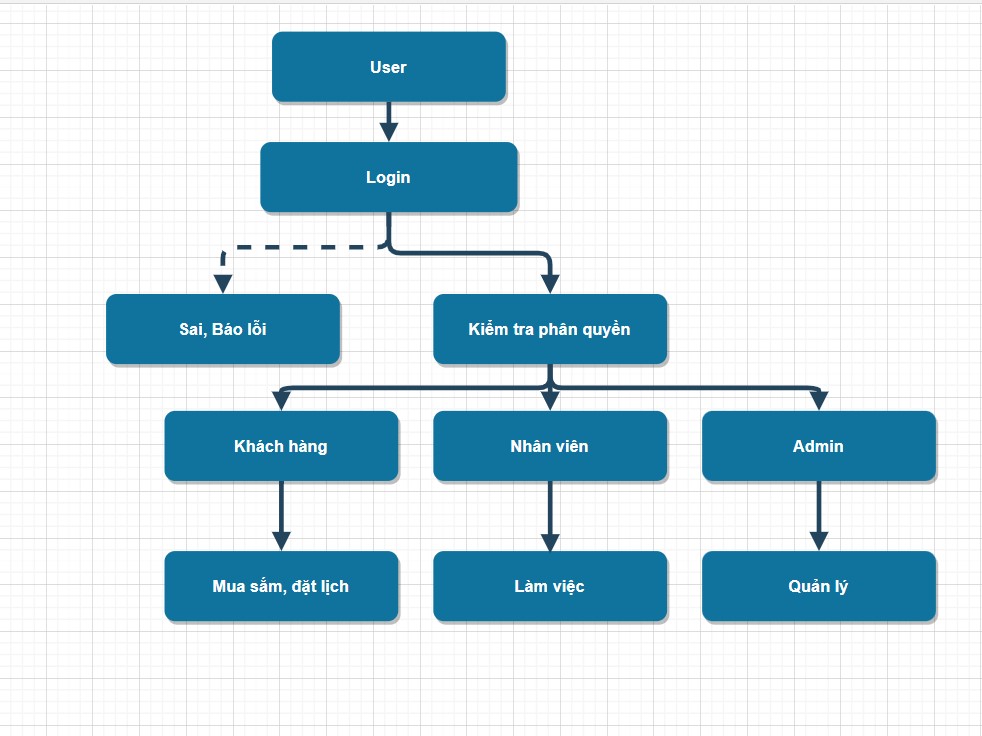 User
Login
Sai, Báo lỗi
Kiểm tra phân quyền
Khách hàng
Nhân viên
Admin
Mua sắm, đặt lịch
Làm việc
Quản lý